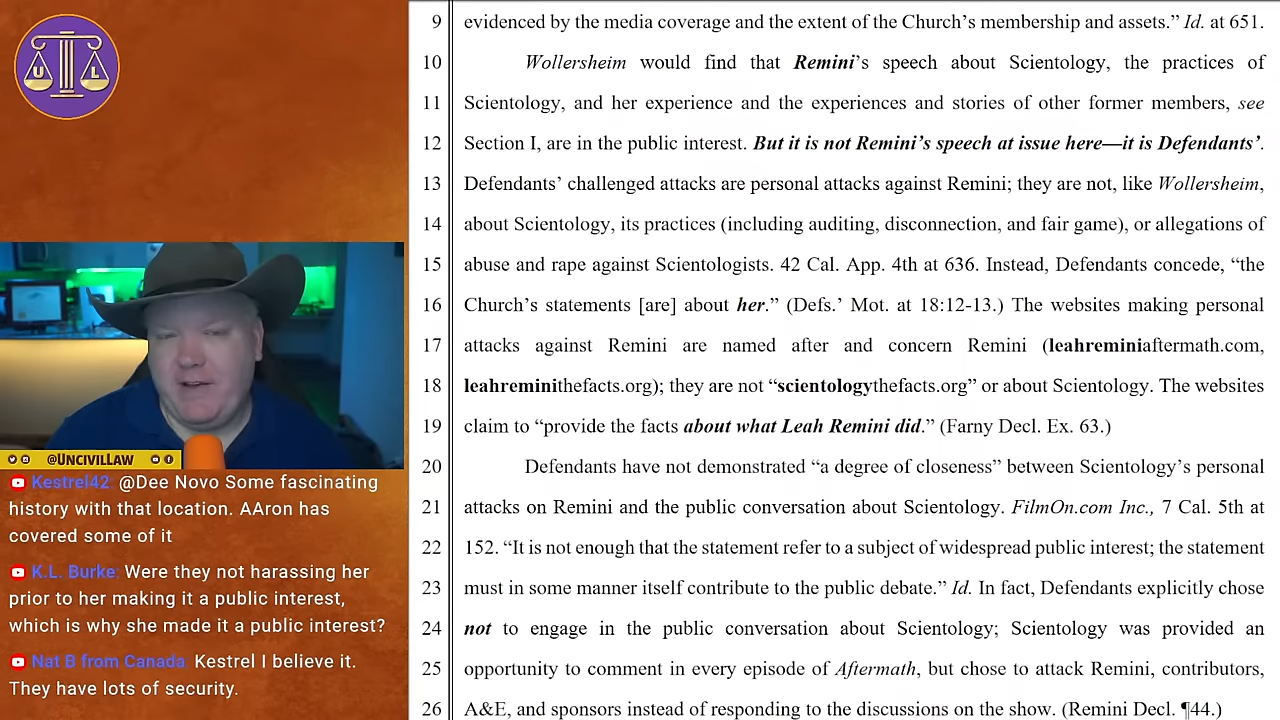 U L
@UNCIVILLAW
Kestrel42: @Dee Novo Some fascinating
history with that location. AAron has
covered some of it
K.L. Burke: Were they not harassing her
prior to her making it a public interest,
which is why she made it a public interest?
Nat B from Canada: Kestrel I believe it.
They have lots of security.
9 evidenced by the media coverage and the extent of the Church’s membership and assets.” Id. at 651.
10 Wollersheim would find that Remini’s speech about Scientology, the practices of
11 Scientology, and her experience and the experiences and stories of other former members, see
12 Section I, are in the public interest. But it is not Remini’s speech at issue here—it is Defendants’.
13 Defendants’ challenged attacks are personal attacks against Remini; they are not, like Wollersheim,
14 about Scientology, its practices (including auditing, disconnection, and fair game), or allegations of
15 abuse and rape against Scientologists. 42 Cal. App. 4th at 636. Instead, Defendants concede, “the
16 Church’s statements [are] about her.” (Defs.’ Mot. at 18:12-13.) The websites making personal
17 attacks against Remini are named after and concern Remini (leahreminiaftermath.com,
18 leahreminithefacts.org); they are not “scientologythefacts.org” or about Scientology. The websites
19 claim to “provide the facts about what Leah Remini did.” (Farny Decl. Ex. 63.)
20 Defendants have not demonstrated “a degree of closeness” between Scientology’s personal
21 attacks on Remini and the public conversation about Scientology. FilmOn.com Inc., 7 Cal. 5th at
22 152. “It is not enough that the statement refer to a subject of widespread public interest; the statement
23 must in some manner itself contribute to the public debate.” Id. In fact, Defendants explicitly chose
24 not to engage in the public conversation about Scientology; Scientology was provided an
25 opportunity to comment in every episode of Aftermath, but chose to attack Remini, contributors,
26 A&E, and sponsors instead of responding to the discussions on the show. (Remini Decl. ¶44.)